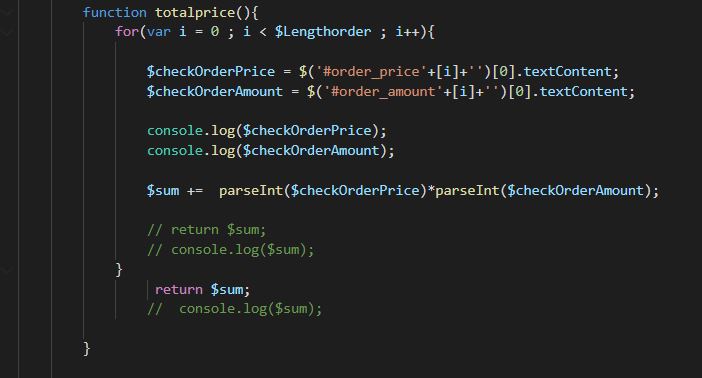 function totalprice(){
for(var i = 0 ; i < $Lengthorder ; i++){
$checkOrderPrice = $('#order_price'+[i]+'')[0].textContent;
$checkOrderAmount = $('#order_amount'+[i]+'')[0].textContent;
console.log($checkOrderPrice);
console.log($checkOrderAmount);
$sum +=  parseInt($checkOrderPrice)*parseInt($checkOrderAmount);
// return $sum;
// console.log($sum);
}
return $sum;
//  console.log($sum);
}